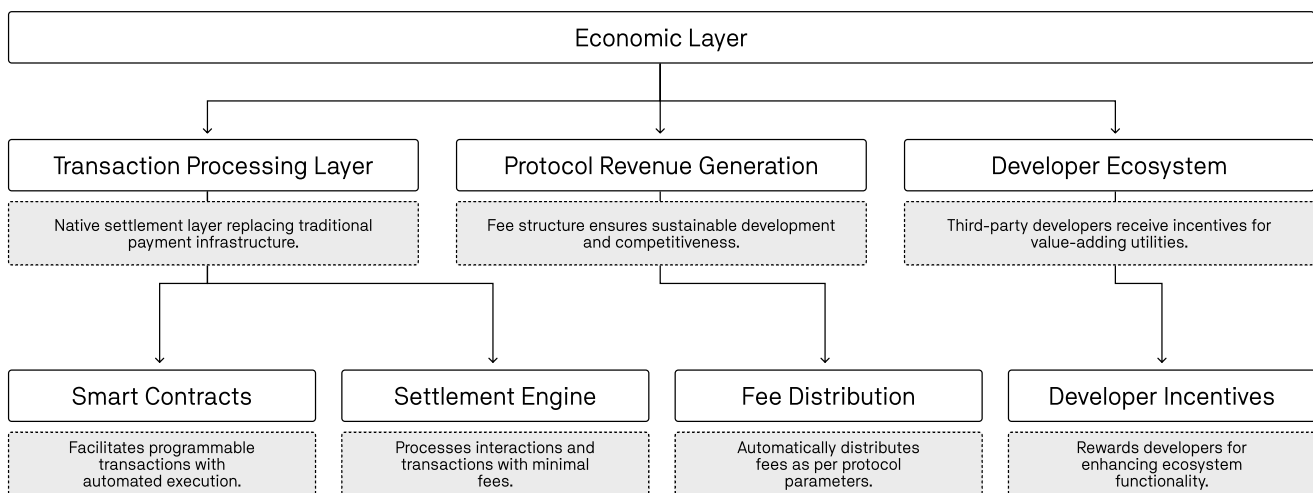 Economic Layer
Transaction Processing Layer
Protocol Revenue Generation
Developer Ecosystem
Native settlement layer replacing traditional
payment infrastructure.
Fee structure ensures sustainable development
and competitiveness.
Third-party developers receive incentives for
value-adding utilities.
Smart Contracts
Settlement Engine
Fee Distribution
Developer Incentives
Facilitates programmable
transactions with
automated execution.
Processes interactions and
transactions with minimal
fees.
Automatically distributes
fees as per protocol
parameters.
Rewards developers for
enhancing ecosystem
functionality.